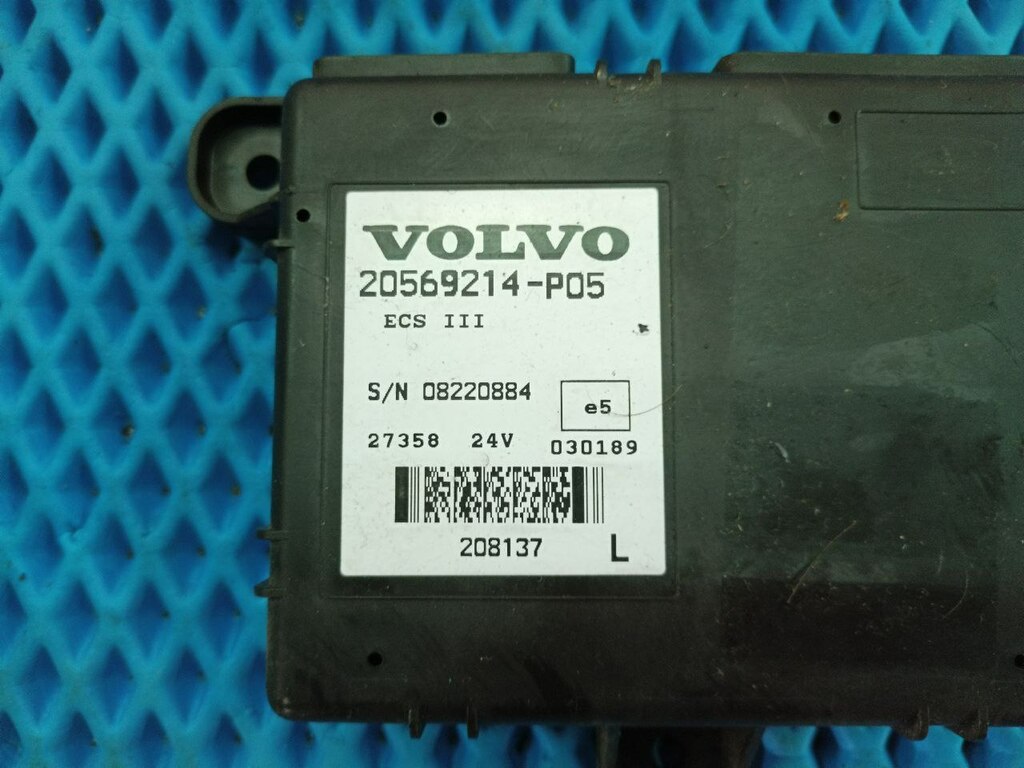 VOLVO
20569214-P05
ECS III
S/N 08220884
e5
27358 24V 030189
208137 L